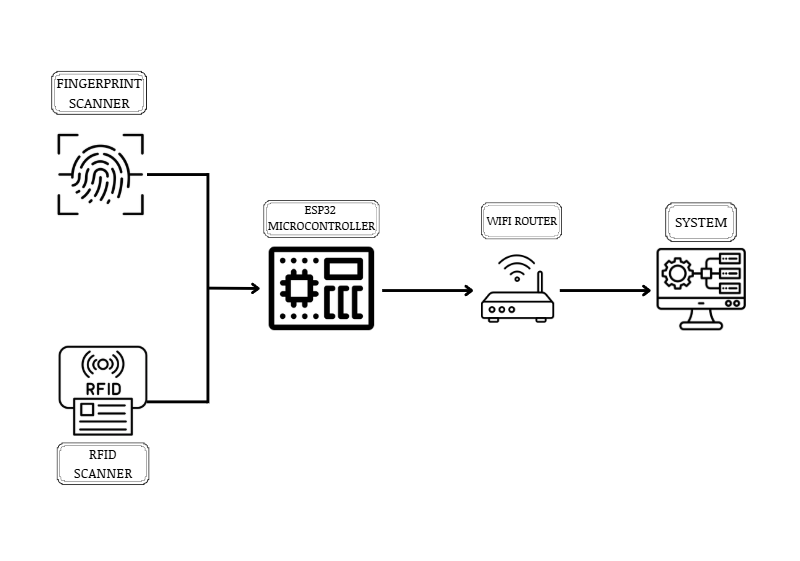 FINGERPRINT
SCANNER
ESP32
MICROCONTROLLER
WIFI ROUTER
SYSTEM
RFID
RFID
SCANNER